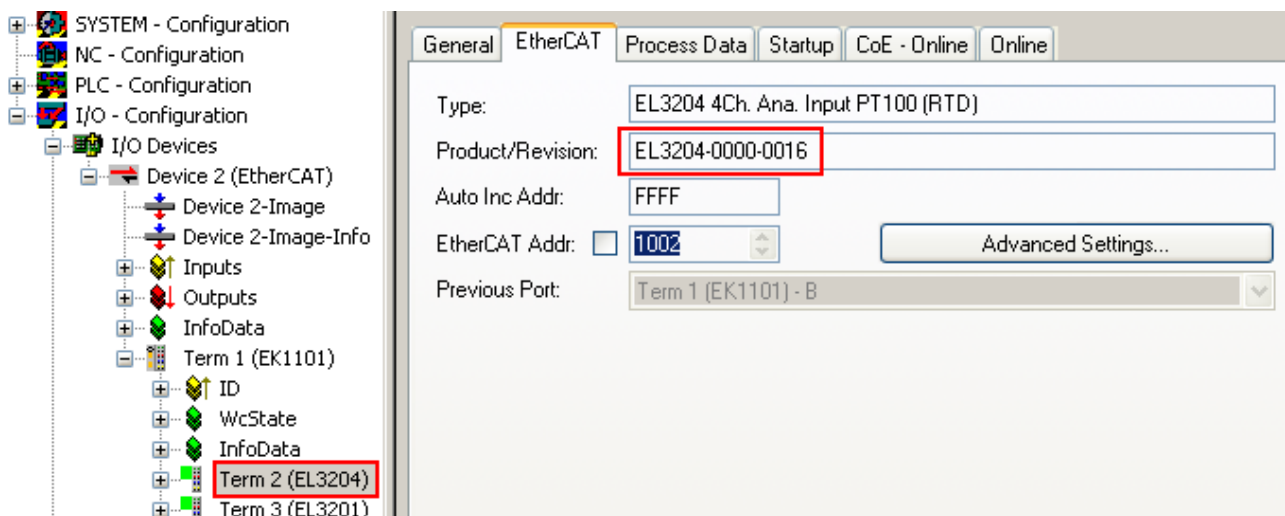 SYSTEM - Configuration
NC - Configuration
PLC - Configuration
I/O - Configuration
I/O Devices
Device 2 (EtherCAT)
Device 2-Image
Device 2-Image-Info
Inputs
Outputs
InfoData
Term 1 (EK1101)
ID
WcState
InfoData
Term 2 (EL3204)
Term 3 (EL3201)
General EtherCAT Process Data Startup CoE - Online Online
Type: EL3204 4Ch. Ana. Input PT100 (RTD)
Product/Revision: EL3204-0000-0016
Auto Inc Addr: FFFF
EtherCAT Addr: 1002 Advanced Settings...
Previous Port: Term 1 (EK1101) - B